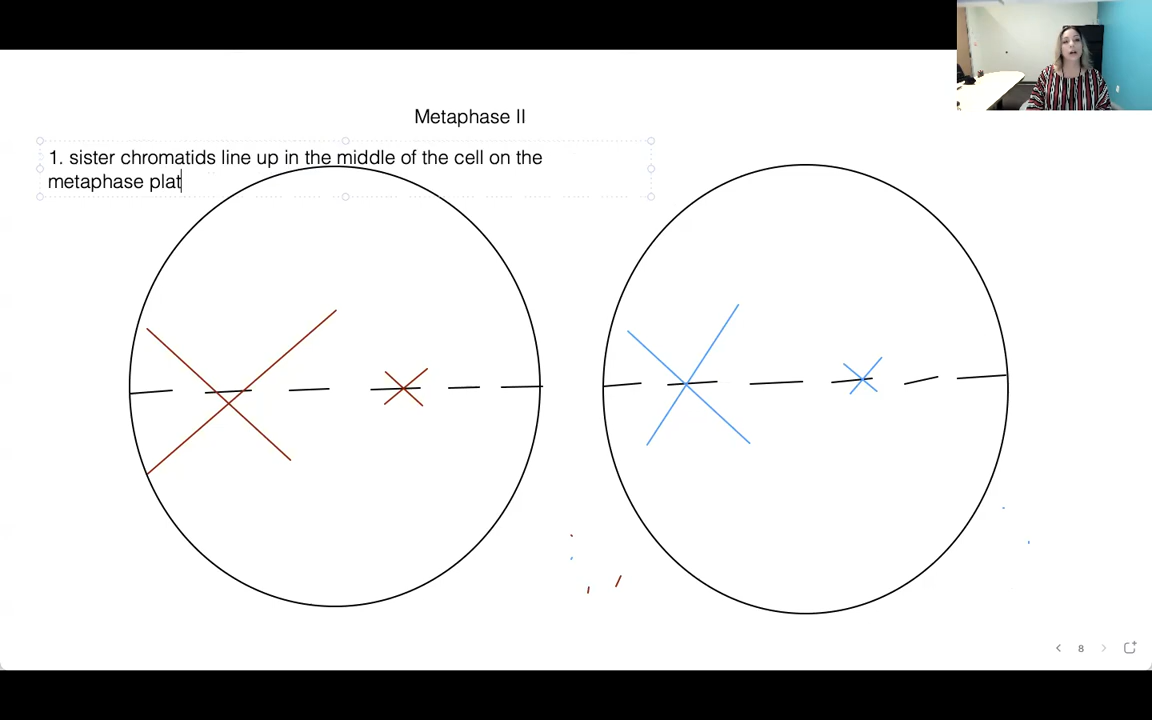 Metaphase II
1. sister chromatids line up in the middle of the cell on the
metaphase plat
8